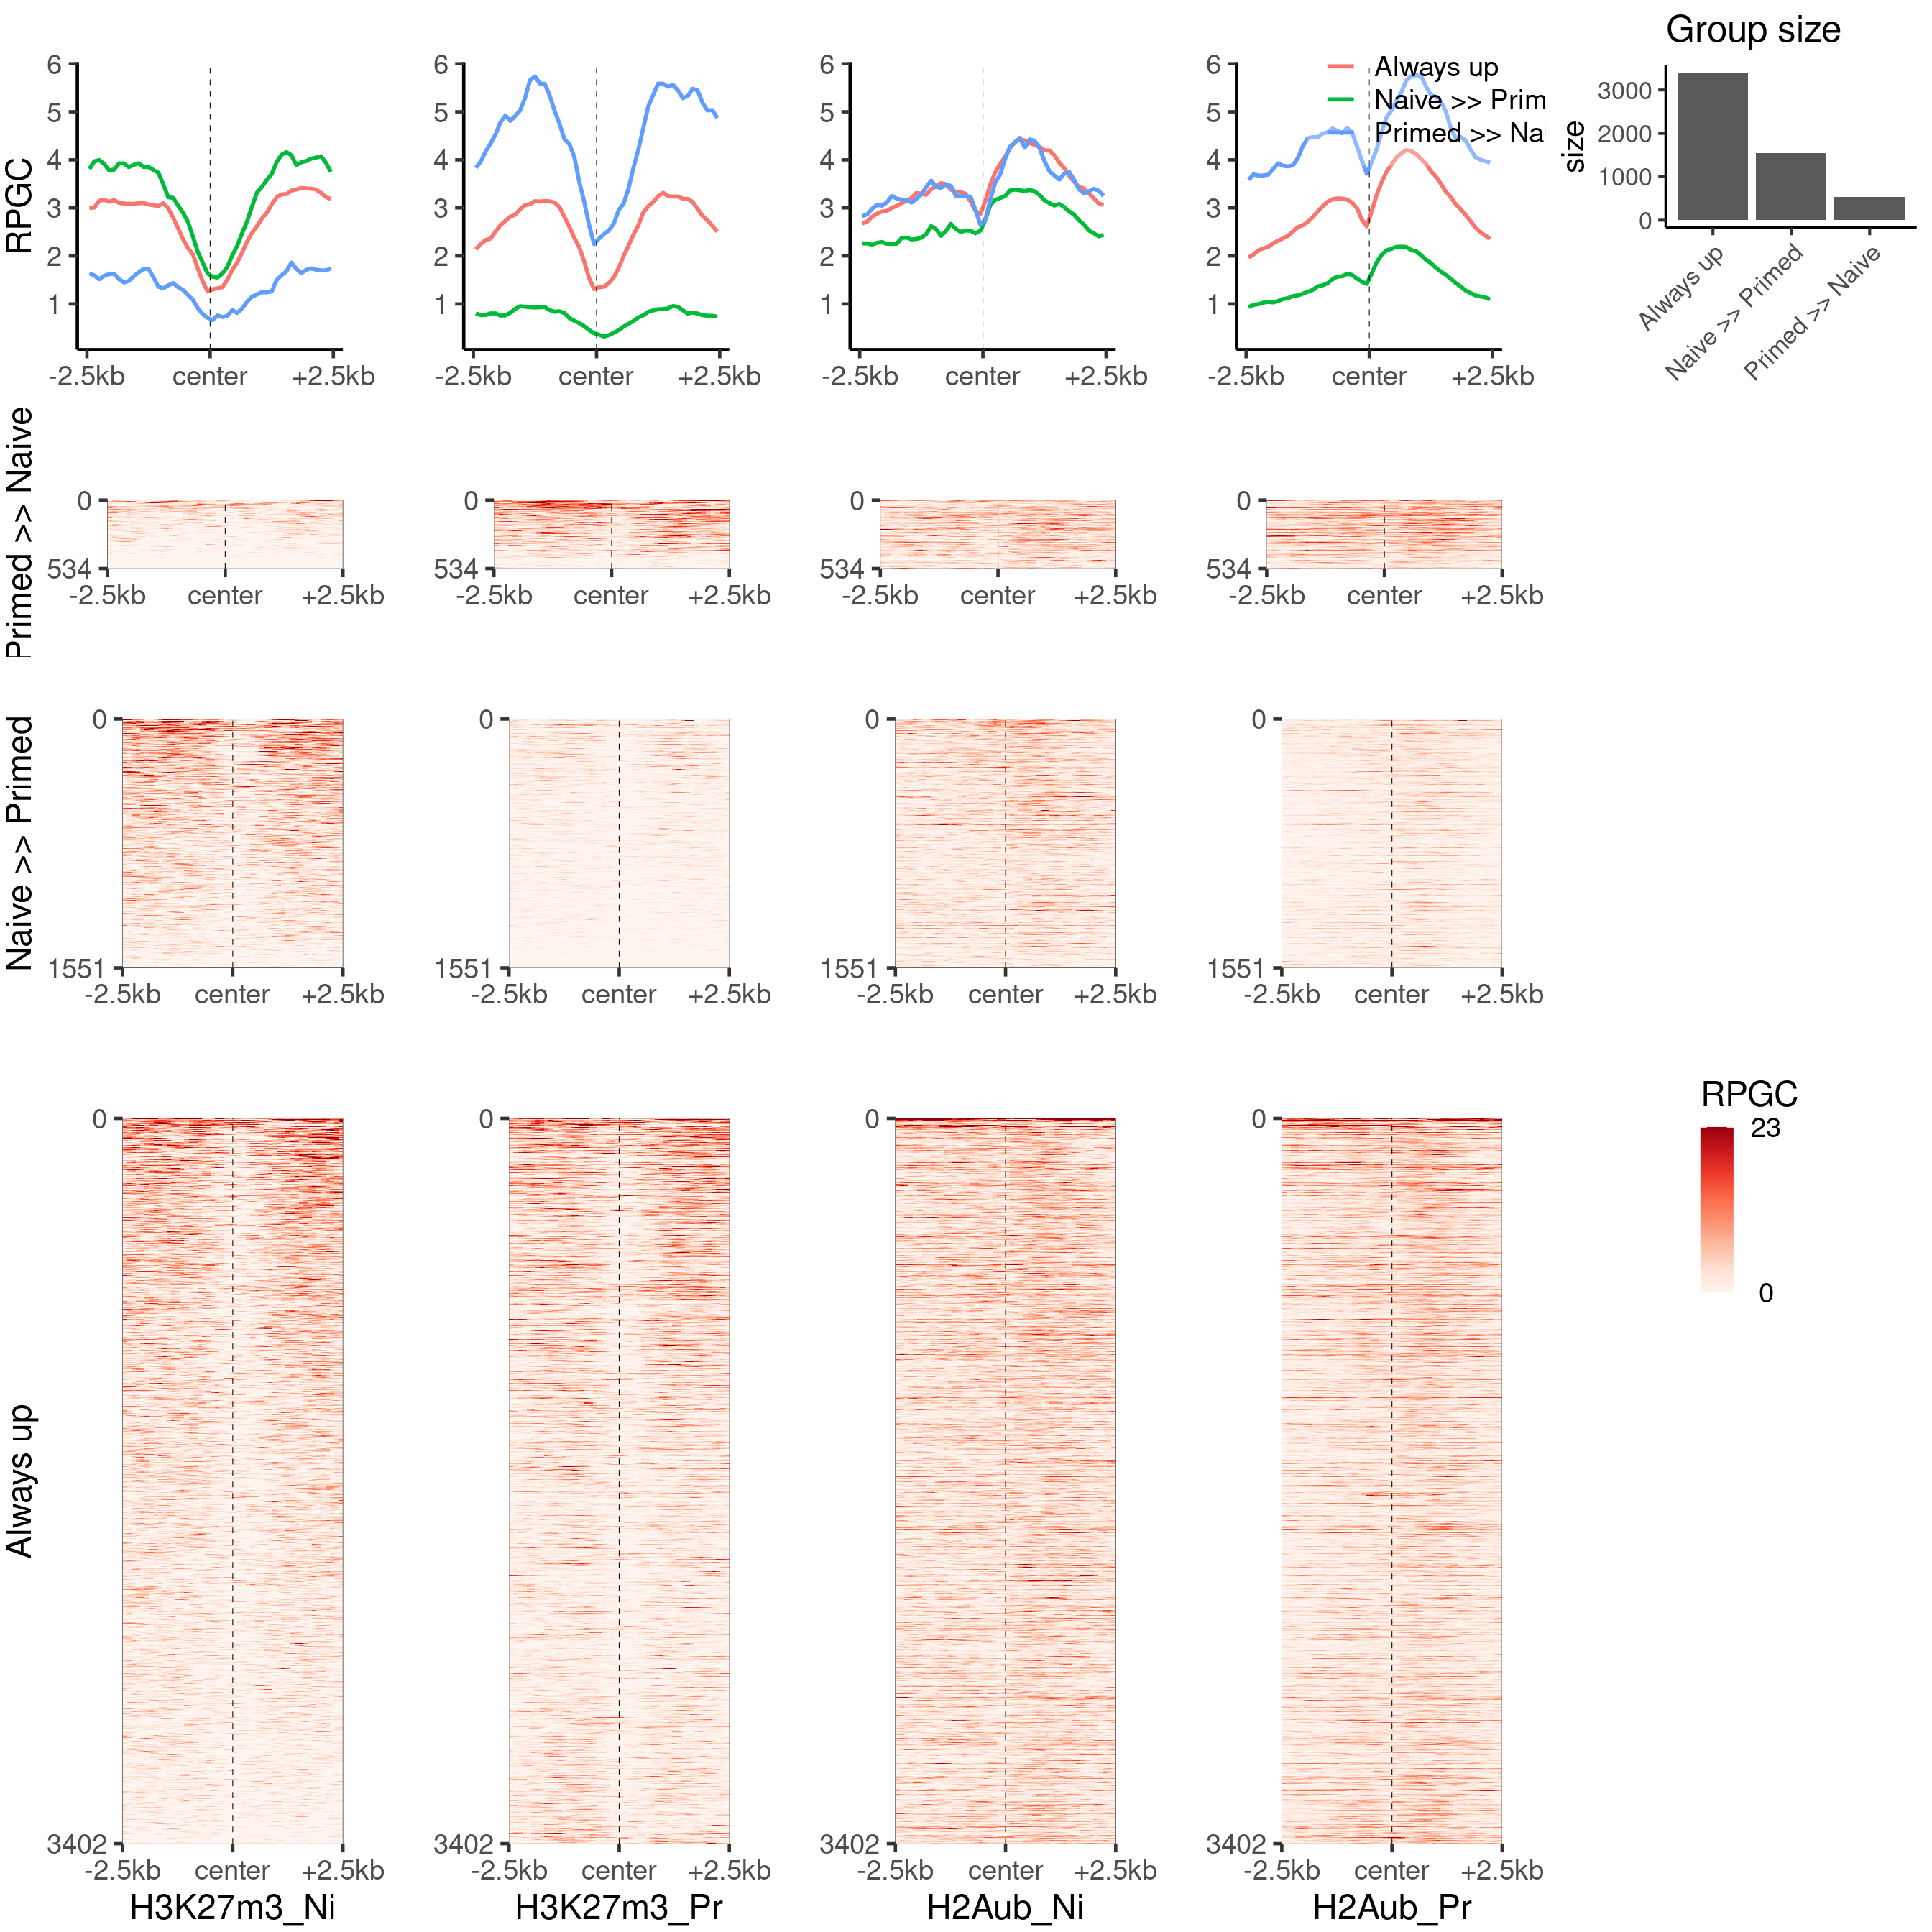 Group size
6
5
4
3
2
1
RPGC
-2.5kb center +2.5kb
6
5
4
3
2
1
-2.5kb center +2.5kb
6
5
4
3
2
1
-2.5kb center +2.5kb
6
5
4
3
2
1
-2.5kb center +2.5kb
Always up
Naive >> Prim
Primed >> Na
3000
2000
1000
0
size
Always up
Naive >> Primed
Primed >> Naive
Primed >> Naive
0
534
-2.5kb center +2.5kb
0
534
-2.5kb center +2.5kb
0
534
-2.5kb center +2.5kb
0
534
-2.5kb center +2.5kb
Naive >> Primed
0
1551
-2.5kb center +2.5kb
0
1551
-2.5kb center +2.5kb
0
1551
-2.5kb center +2.5kb
0
1551
-2.5kb center +2.5kb
RPGC
23
0
Always up
0
3402
-2.5kb center +2.5kb
H3K27m3_Ni
0
3402
-2.5kb center +2.5kb
H3K27m3_Pr
0
3402
-2.5kb center +2.5kb
H2Aub_Ni
0
3402
-2.5kb center +2.5kb
H2Aub_Pr